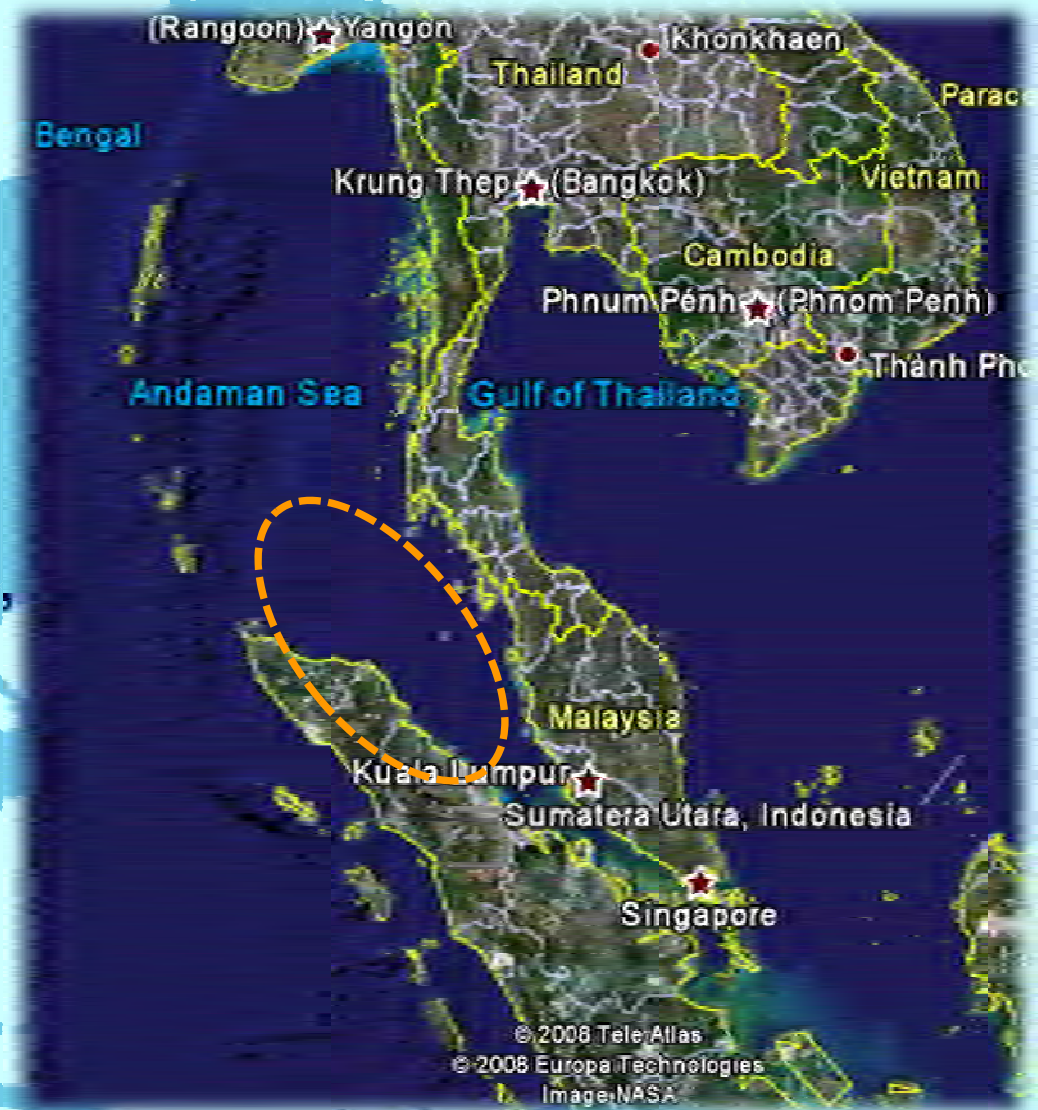 (Rangoon) Yangon
Khonkhaen
Thailand
Parace
Bengal
Krung Thep (Bangkok)
Vietnam
Cambodia
Phnum Pénh (Phnom Penh)
Thành Pho
Andaman Sea
Gulf of Thailand
,
Malaysia
Kuala Lumpur
Sumatera Utara, Indonesia
Singapore
© 2008 Tele Atlas
© 2008 Europa Technologies
Image NASA